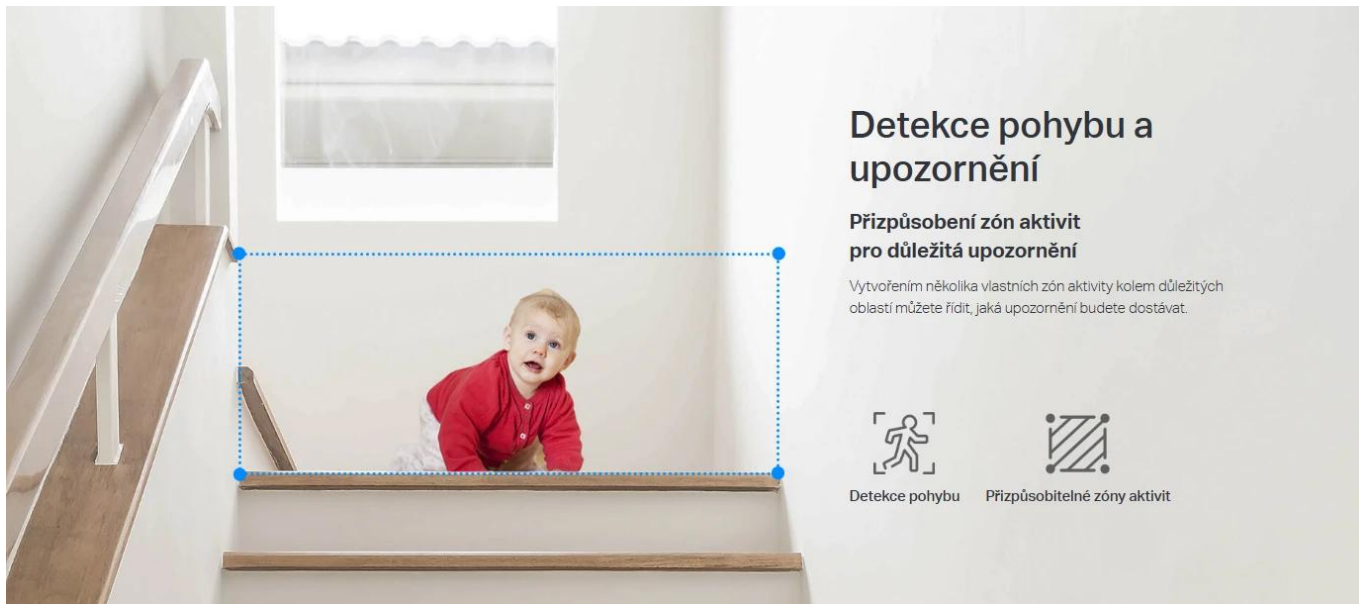 Detekce pohybu a
upozornění
Přizpůsobení zón aktivit
pro důležitá upozornění
Vytvořením několika vlastních zón aktivity kolem důležitých
oblastí můžete řídit, jaká upozornění budete dostávat.
Detekce pohybu
Přizpůsobitelné zóny aktivit